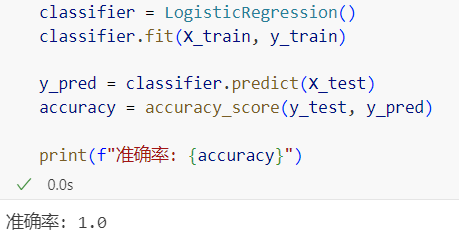 classifier = LogisticRegression()
classifier.fit(X_train, y_train)
y_pred = classifier.predict(X_test)
accuracy = accuracy_score(y_test, y_pred)
print(f"准确率: {accuracy}")
0.0s
准确率: 1.0